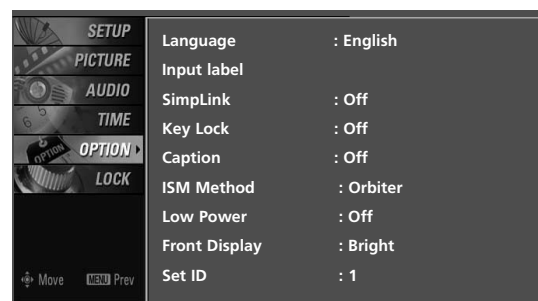 SETUP
PICTURE
AUDIO
TIME
OPTION
LOCK
Move MENU Prev
Language : English
Input label
SimpLink : Off
Key Lock : Off
Caption : Off
ISM Method : Orbiter
Low Power : Off
Front Display : Bright
Set ID : 1